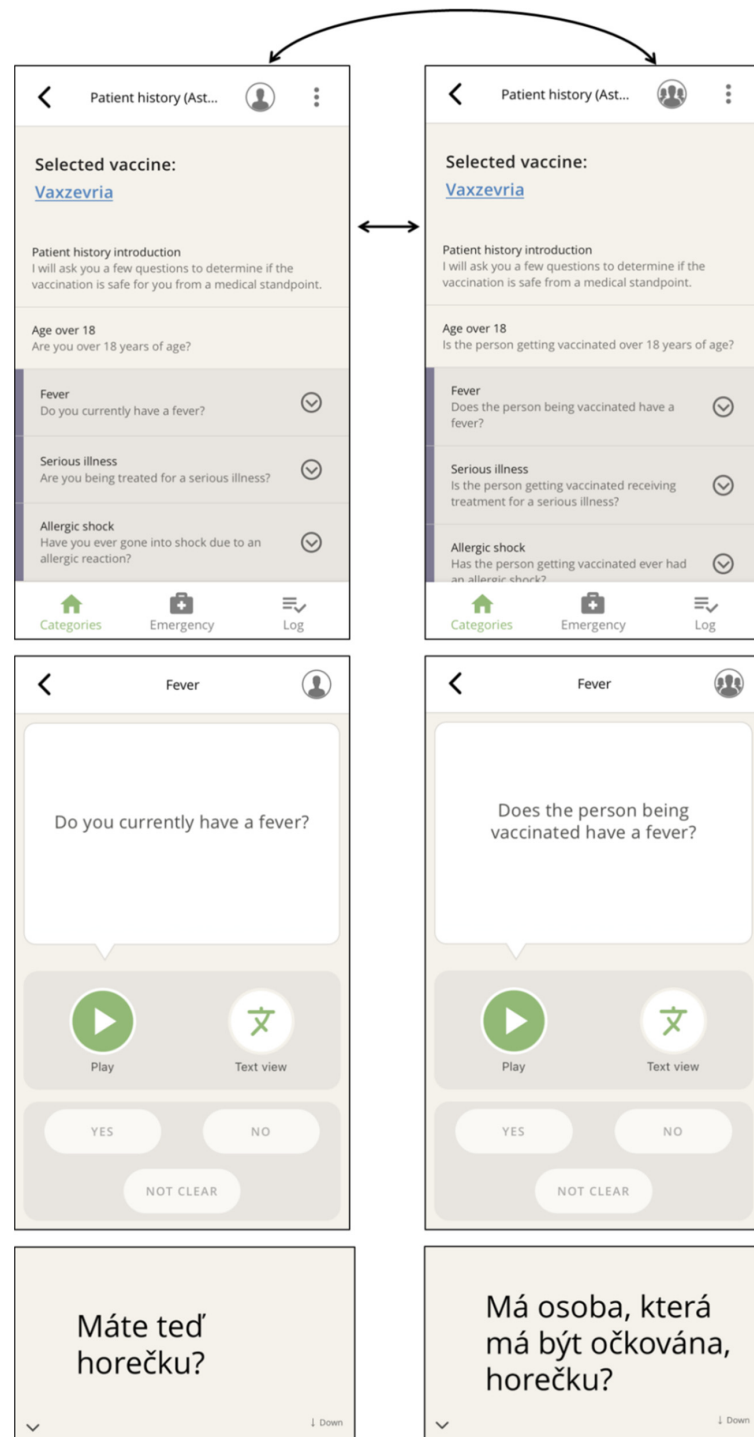 Patient history (Ast...
Selected vaccine:
Vaxzevria
Patient history introduction
I will ask you a few questions to determine if the
vaccination is safe for you from a medical standpoint.
Age over 18
Are you over 18 years of age?
Fever
Do you currently have a fever?
Serious illness
Are you being treated for a serious illness?
Allergic shock
Have you ever gone into shock due to an
allergic reaction?
Categories
Emergency
Log
Patient history (Ast...
Selected vaccine:
Vaxzevria
Patient history introduction
I will ask you a few questions to determine if the
vaccination is safe from a medical standpoint.
Age over 18
Is the person getting vaccinated over 18 years of age?
Fever
Does the person being vaccinated have a
fever?
Serious illness
Is the person getting vaccinated receiving
treatment for a serious illness?
Allergic shock
Has the person getting vaccinated ever had
an allergic shock?
Categories
Emergency
Log
Fever
Do you currently have a fever?
Play
文
Text view
YES
NO
NOT CLEAR
Fever
Does the person being
vaccinated have a fever?
Play
文
Text view
YES
NO
NOT CLEAR
Máte teď
horečku?
↓ Down
Má osoba, která
má být očkována,
horečku?
↓ Down